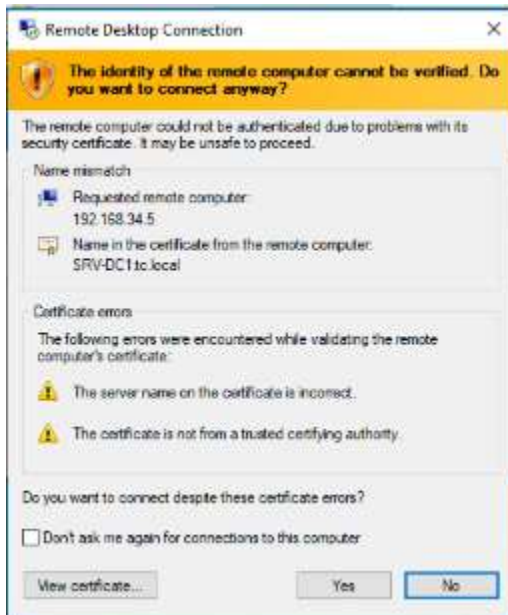 Remote Desktop Connection
The identity of the remote computer cannot be verified. Do
you want to connect anyway?
The remote computer could not be authenticated due to problems with its
security certificate. It may be unsafe to proceed.
Name mismatch
Requested remote computer:
192.168.34.5
Name in the certificate from the remote computer:
SRV-DC1.tc.local
Certificate errors
The following errors were encountered while validating the remote
computer's certificate:
The server name on the certificate is incorrect.
The certificate is not from a trusted certifying authority.
Do you want to connect despite these certificate errors?
Don't ask me again for connections to this computer
View certificate...
Yes
No